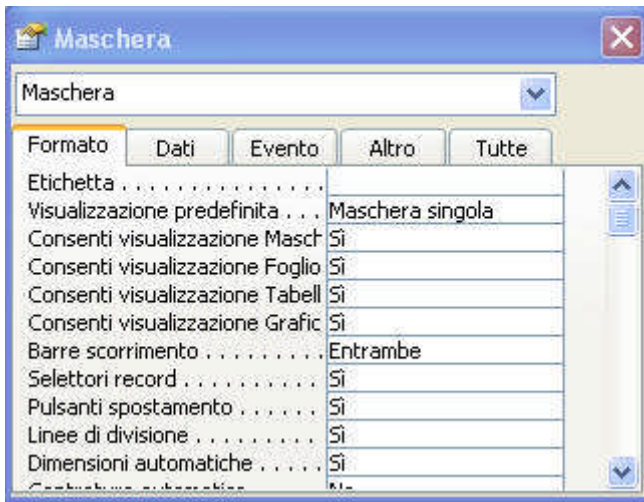 Maschera
Maschera
Formato Dati Evento Altro Tutte
Etichetta . . . . . . . . . . . . . . .
Visualizzazione predefinita . . . Maschera singola
Consenti visualizzazione Masch Sì
Consenti visualizzazione Foglio Sì
Consenti visualizzazione Tabell Sì
Consenti visualizzazione Grafic Sì
Barre scorrimento . . . . . . . . . Entrambe
Selettori record . . . . . . . . . . Sì
Pulsanti spostamento . . . . . . Sì
Linee di divisione . . . . . . . . . Sì
Dimensioni automatiche . . . . . Sì